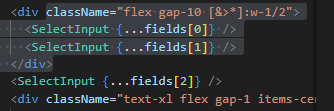 <div className="flex gap-10 [&>*]:w-1/2">
<SelectInput {...fields[0]} />
<SelectInput {...fields[1]} />
</div>
<SelectInput {...fields[2]} />
<div className="text-xl flex gap-1 items-cen